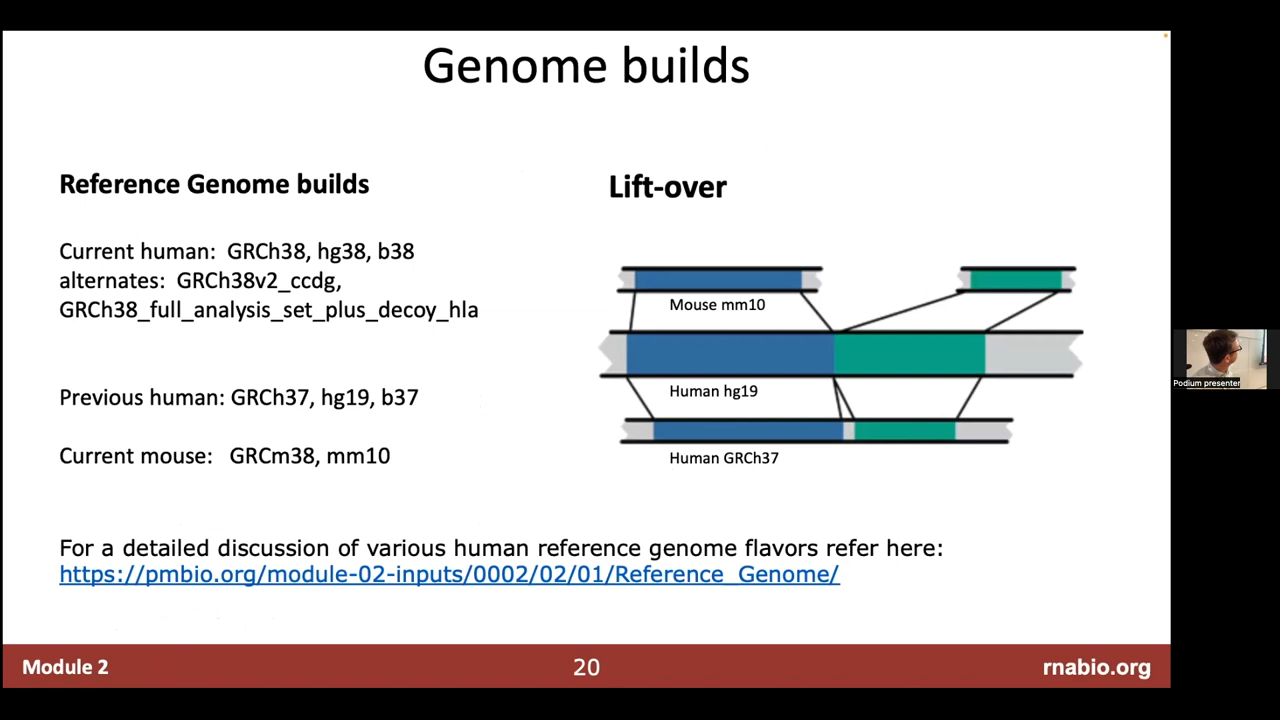 Genome builds
Reference Genome builds
Current human: GRCh38, hg38, b38
alternates: GRCh38v2_ccdg,
GRCh38_full_analysis_set_plus_decoy_hla
Previous human: GRCh37, hg19, b37
Current mouse: GRCm38, mm10
Lift-over
Mouse mm10
Human hg19
Human GRCh37
For a detailed discussion of various human reference genome flavors refer here:
https://pmbio.org/module-02-inputs/0002/02/01/Reference_Genome/
Module 2
20
rnabio.org
Podium presenter